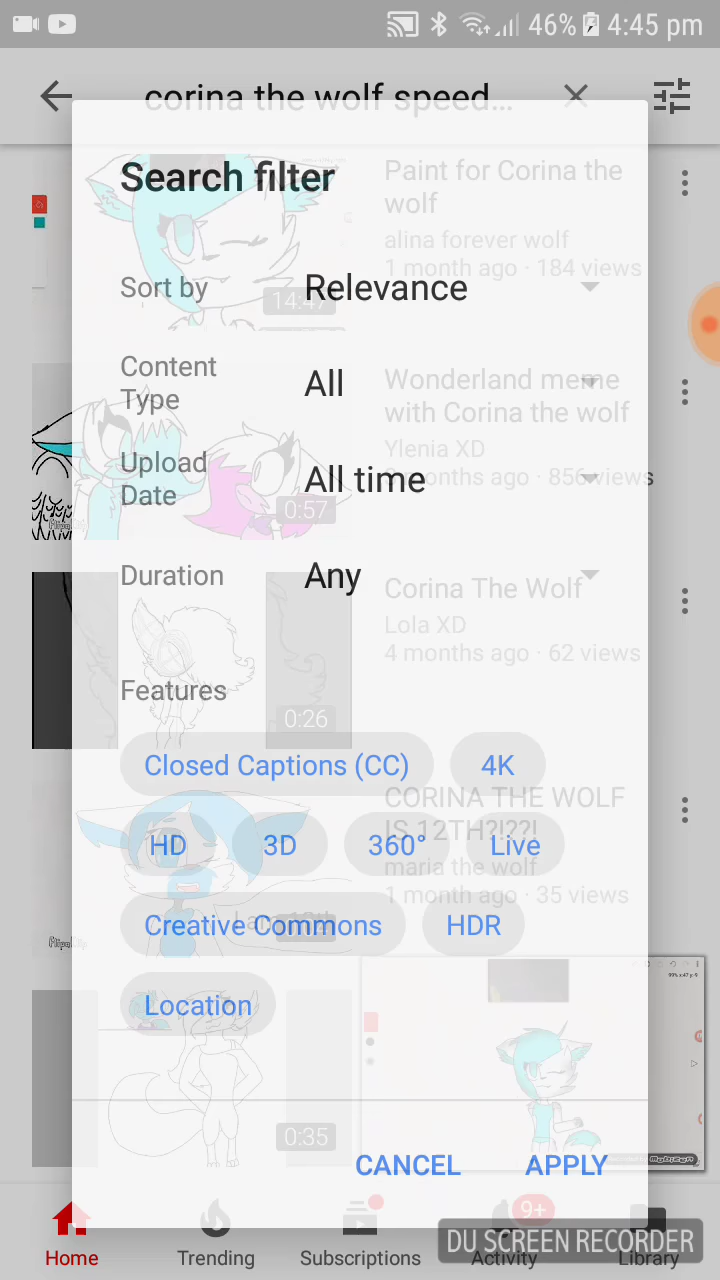 46% 4:45 pm
corina the wolf speed...
Search filter
Sort by
Relevance
Content
Type
All
Upload
Date
All time
Duration
Any
Features
Closed Captions (CC)
4K
HD
3D
360°
Live
Creative Commons
HDR
Location
CANCEL
APPLY
14:47
Paint for Corina the
wolf
alina forever wolf
1 month ago · 184 views
0:57
Wonderland meme
with Corina the wolf
Ylenia XD
months ago · 856 views
0:26
Corina The Wolf
Lola XD
4 months ago · 62 views
CORINA THE WOLF
IS 12TH?!??!
maria the wolf
1 month ago · 35 views
0:35
9+
Home
Trending
Subscriptions
Activity
Library
DU SCREEN RECORDER